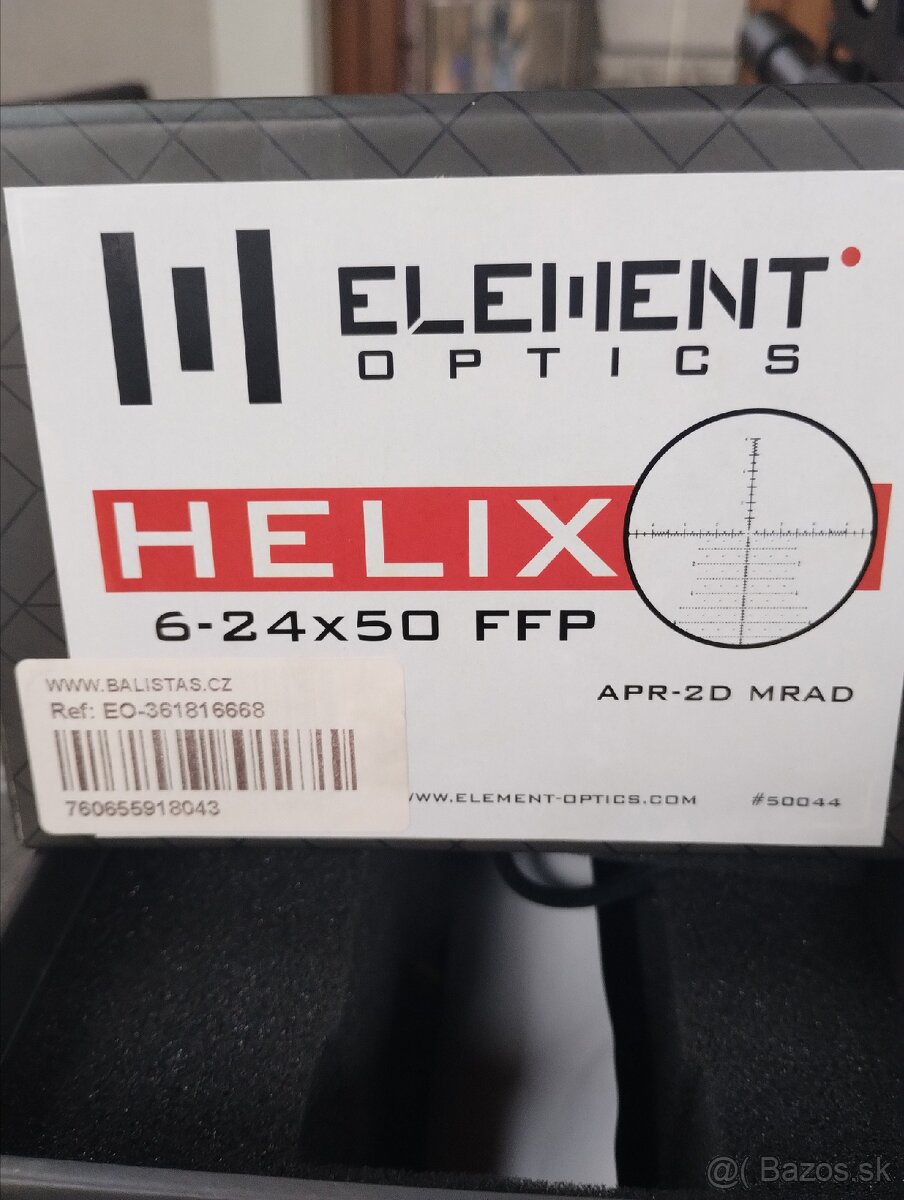 ELEMENT
OPTICS
HELIX
6-24x50 FFP
APR-2D MRAD
WWW.BALISTAS.CZ
Ref: EO-361816668
760655918043
WWW.ELEMENT-OPTICS.COM #50044
@( Bazos.sk